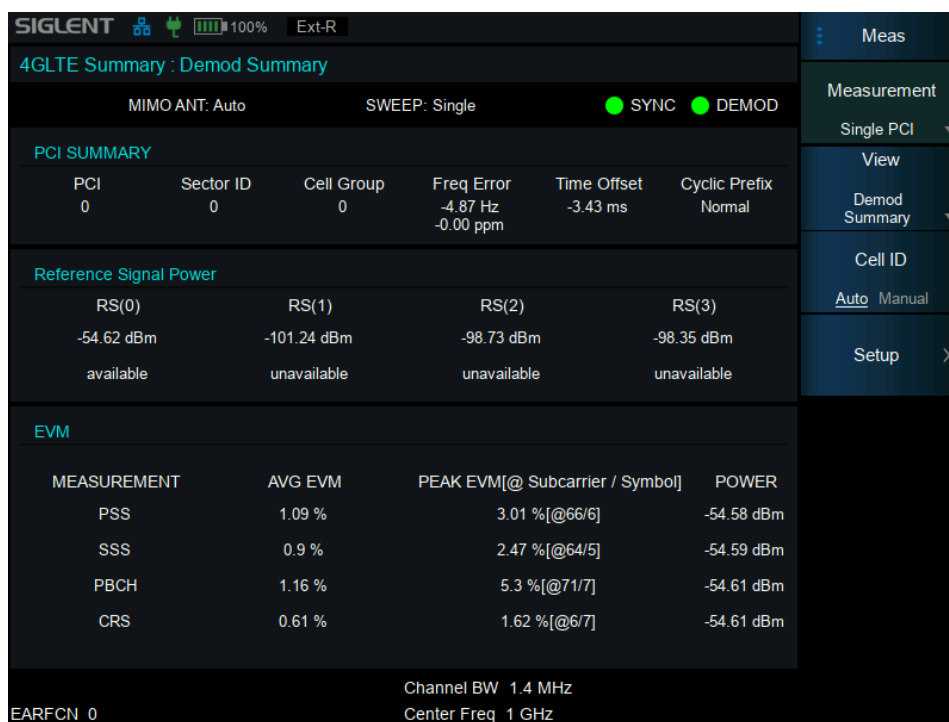 SIGLENT 100% Ext-R
Meas
4GLTE Summary : Demod Summary
MIMO ANT: Auto SWEEP: Single SYNC DEMOD
Measurement
Single PCI
PCI SUMMARY
View
Demod
Summary
PCI Sector ID Cell Group Freq Error Time Offset Cyclic Prefix
0 0 0 -4.87 Hz -3.43 ms Normal
-0.00 ppm
Cell ID
Auto Manual
Reference Signal Power
RS(0) RS(1) RS(2) RS(3)
-54.62 dBm -101.24 dBm -98.73 dBm -98.35 dBm
available unavailable unavailable unavailable
Setup
EVM
MEASUREMENT AVG EVM PEAK EVM[@ Subcarrier / Symbol] POWER
PSS 1.09 % 3.01 %[@66/6] -54.58 dBm
SSS 0.9 % 2.47 %[@64/5] -54.59 dBm
PBCH 1.16 % 5.3 %[@71/7] -54.61 dBm
CRS 0.61 % 1.62 %[@6/7] -54.61 dBm
Channel BW 1.4 MHz
EARFCN 0 Center Freq 1 GHz